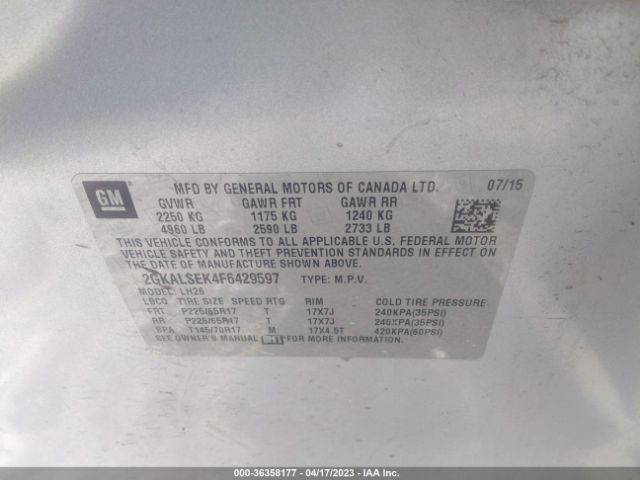 GM
MFD BY GENERAL MOTORS OF CANADA LTD. 07/15
GVWR GAWR FRT GAWR RR
2250 KG 1175 KG 1240 KG
4960 LB 2590 LB 2733 LB
THIS VEHICLE CONFORMS TO ALL APPLICABLE U.S. FEDERAL MOTOR
VEHICLE SAFETY AND THEFT PREVENTION STANDARDS IN EFFECT ON
THE DATE OF MANUFACTURE SHOWN ABOVE.
2GKALSEK4F6429597 TYPE: M.P.V.
MODEL: LH26
LBCQ TIRE SIZE SPEED RTG RIM COLD TIRE PRESSURE
FRT P225/65R17 T 17X7J 240KPA(35PSI)
RR P225/65R17 T 17X7J 240KPA(35PSI)
SPA T145/70R17 M 17X4.5T 420KPA(60PSI)
SEE OWNER'S MANUAL FOR MORE INFORMATION.
2-36358177 - 04/17/2023 - IAA Inc.